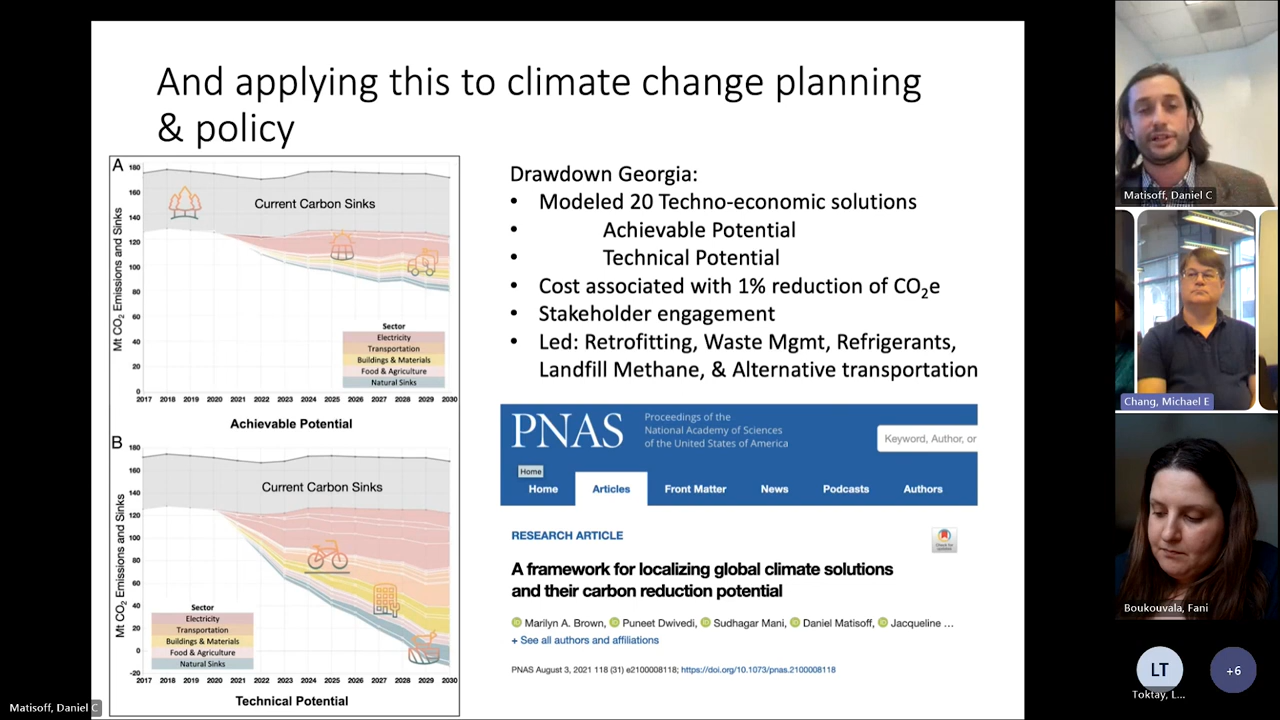 And applying this to climate change planning
& policy
A
180
160
140
120
100
80
60
40
20
0
Mt CO2 Emissions and Sinks
Current Carbon Sinks
Sector
Electricity
Transportation
Buildings & Materials
Food & Agriculture
Natural Sinks
2017 2018 2019 2020 2021 2022 2023 2024 2025 2026 2027 2028 2029 2030
Achievable Potential
B
180
160
140
120
100
80
60
40
20
0
-20
Mt CO2 Emissions and Sinks
Current Carbon Sinks
Sector
Electricity
Transportation
Buildings & Materials
Food & Agriculture
Natural Sinks
2017 2018 2019 2020 2021 2022 2023 2024 2025 2026 2027 2028 2029 2030
Technical Potential
Drawdown Georgia:
• Modeled 20 Techno-economic solutions
• Achievable Potential
• Technical Potential
• Cost associated with 1% reduction of CO2e
• Stakeholder engagement
• Led: Retrofitting, Waste Mgmt, Refrigerants,
Landfill Methane, & Alternative transportation
PNAS
Proceedings of the
National Academy of Sciences
of the United States of America
Keyword, Author, or
Home
Home Articles Front Matter News Podcasts Authors
RESEARCH ARTICLE
Check for
updates
A framework for localizing global climate solutions
and their carbon reduction potential
Marilyn A. Brown, Puneet Dwivedi, Sudhagar Mani, Daniel Matisoff, Jacqueline ...
+ See all authors and affiliations
PNAS August 3, 2021 118 (31) e2100008118; https://doi.org/10.1073/pnas.2100008118
Matisoff, Daniel C
Matisoff, Daniel C
Chang, Michael E
Boukouvala, Fani
LT
Toktay, L...
+6